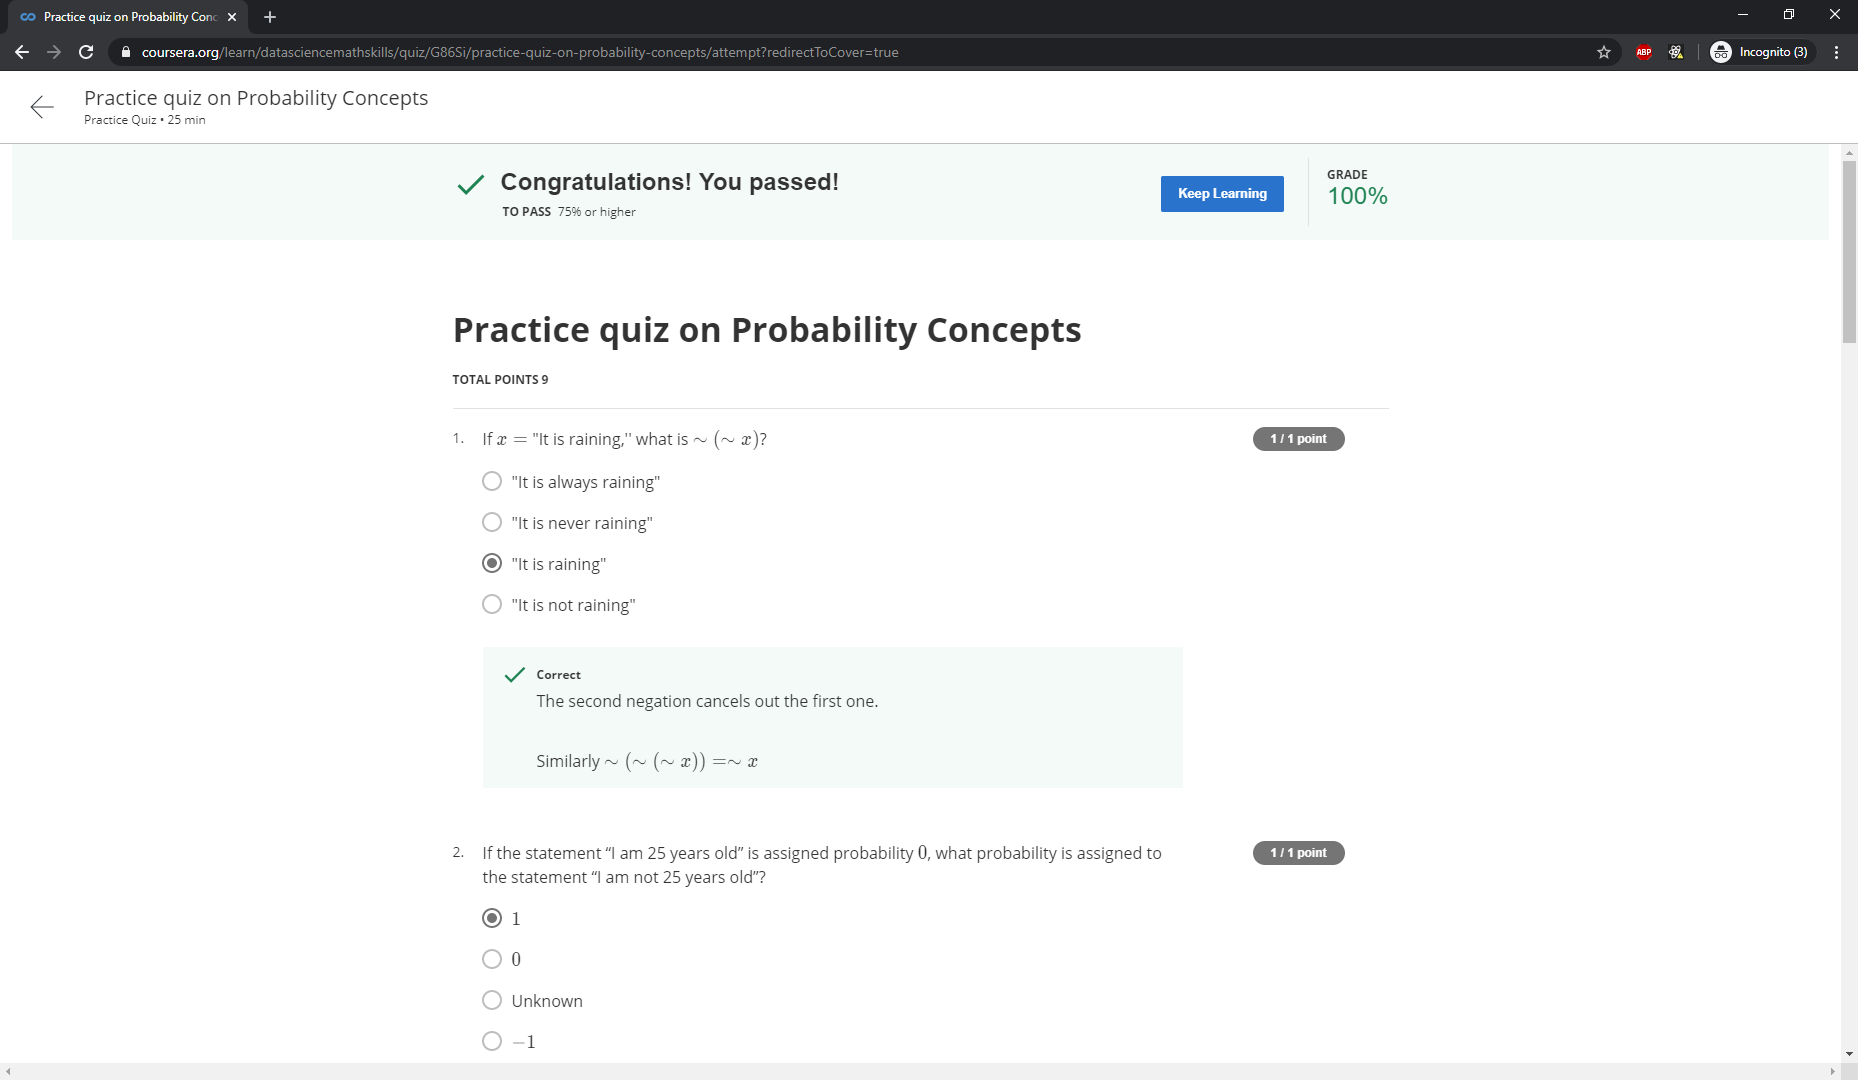 Practice quiz on Probability Conc
coursera.org/learn/datasciencemathskills/quiz/G86Si/practice-quiz-on-probability-concepts/attempt?redirectToCover=true
ABP
Incognito (3)
Practice quiz on Probability Concepts
Practice Quiz • 25 min
Congratulations! You passed!
TO PASS 75% or higher
Keep Learning
GRADE
100%
Practice quiz on Probability Concepts
TOTAL POINTS 9
1. If x = "It is raining,'' what is ∼ (∼ x)?
1 / 1 point
"It is always raining"
"It is never raining"
"It is raining"
"It is not raining"
Correct
The second negation cancels out the first one.
Similarly ∼ (∼ (∼ x)) =∼ x
2. If the statement “I am 25 years old” is assigned probability 0, what probability is assigned to
the statement “I am not 25 years old”?
1 / 1 point
1
0
Unknown
−1